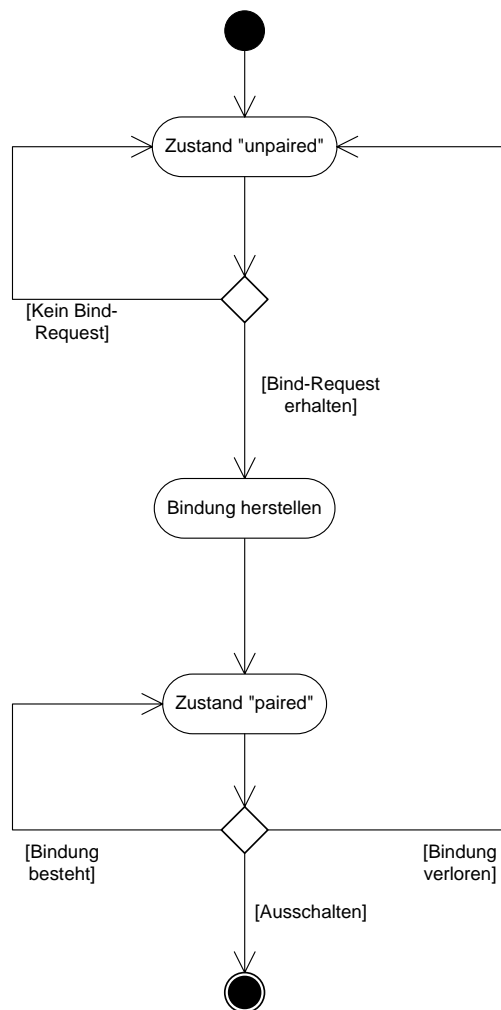 Zustand "unpaired"
[Kein Bind-
Request]
[Bind-Request
erhalten]
Bindung herstellen
Zustand "paired"
[Bindung
besteht]
[Bindung
verloren]
[Ausschalten]